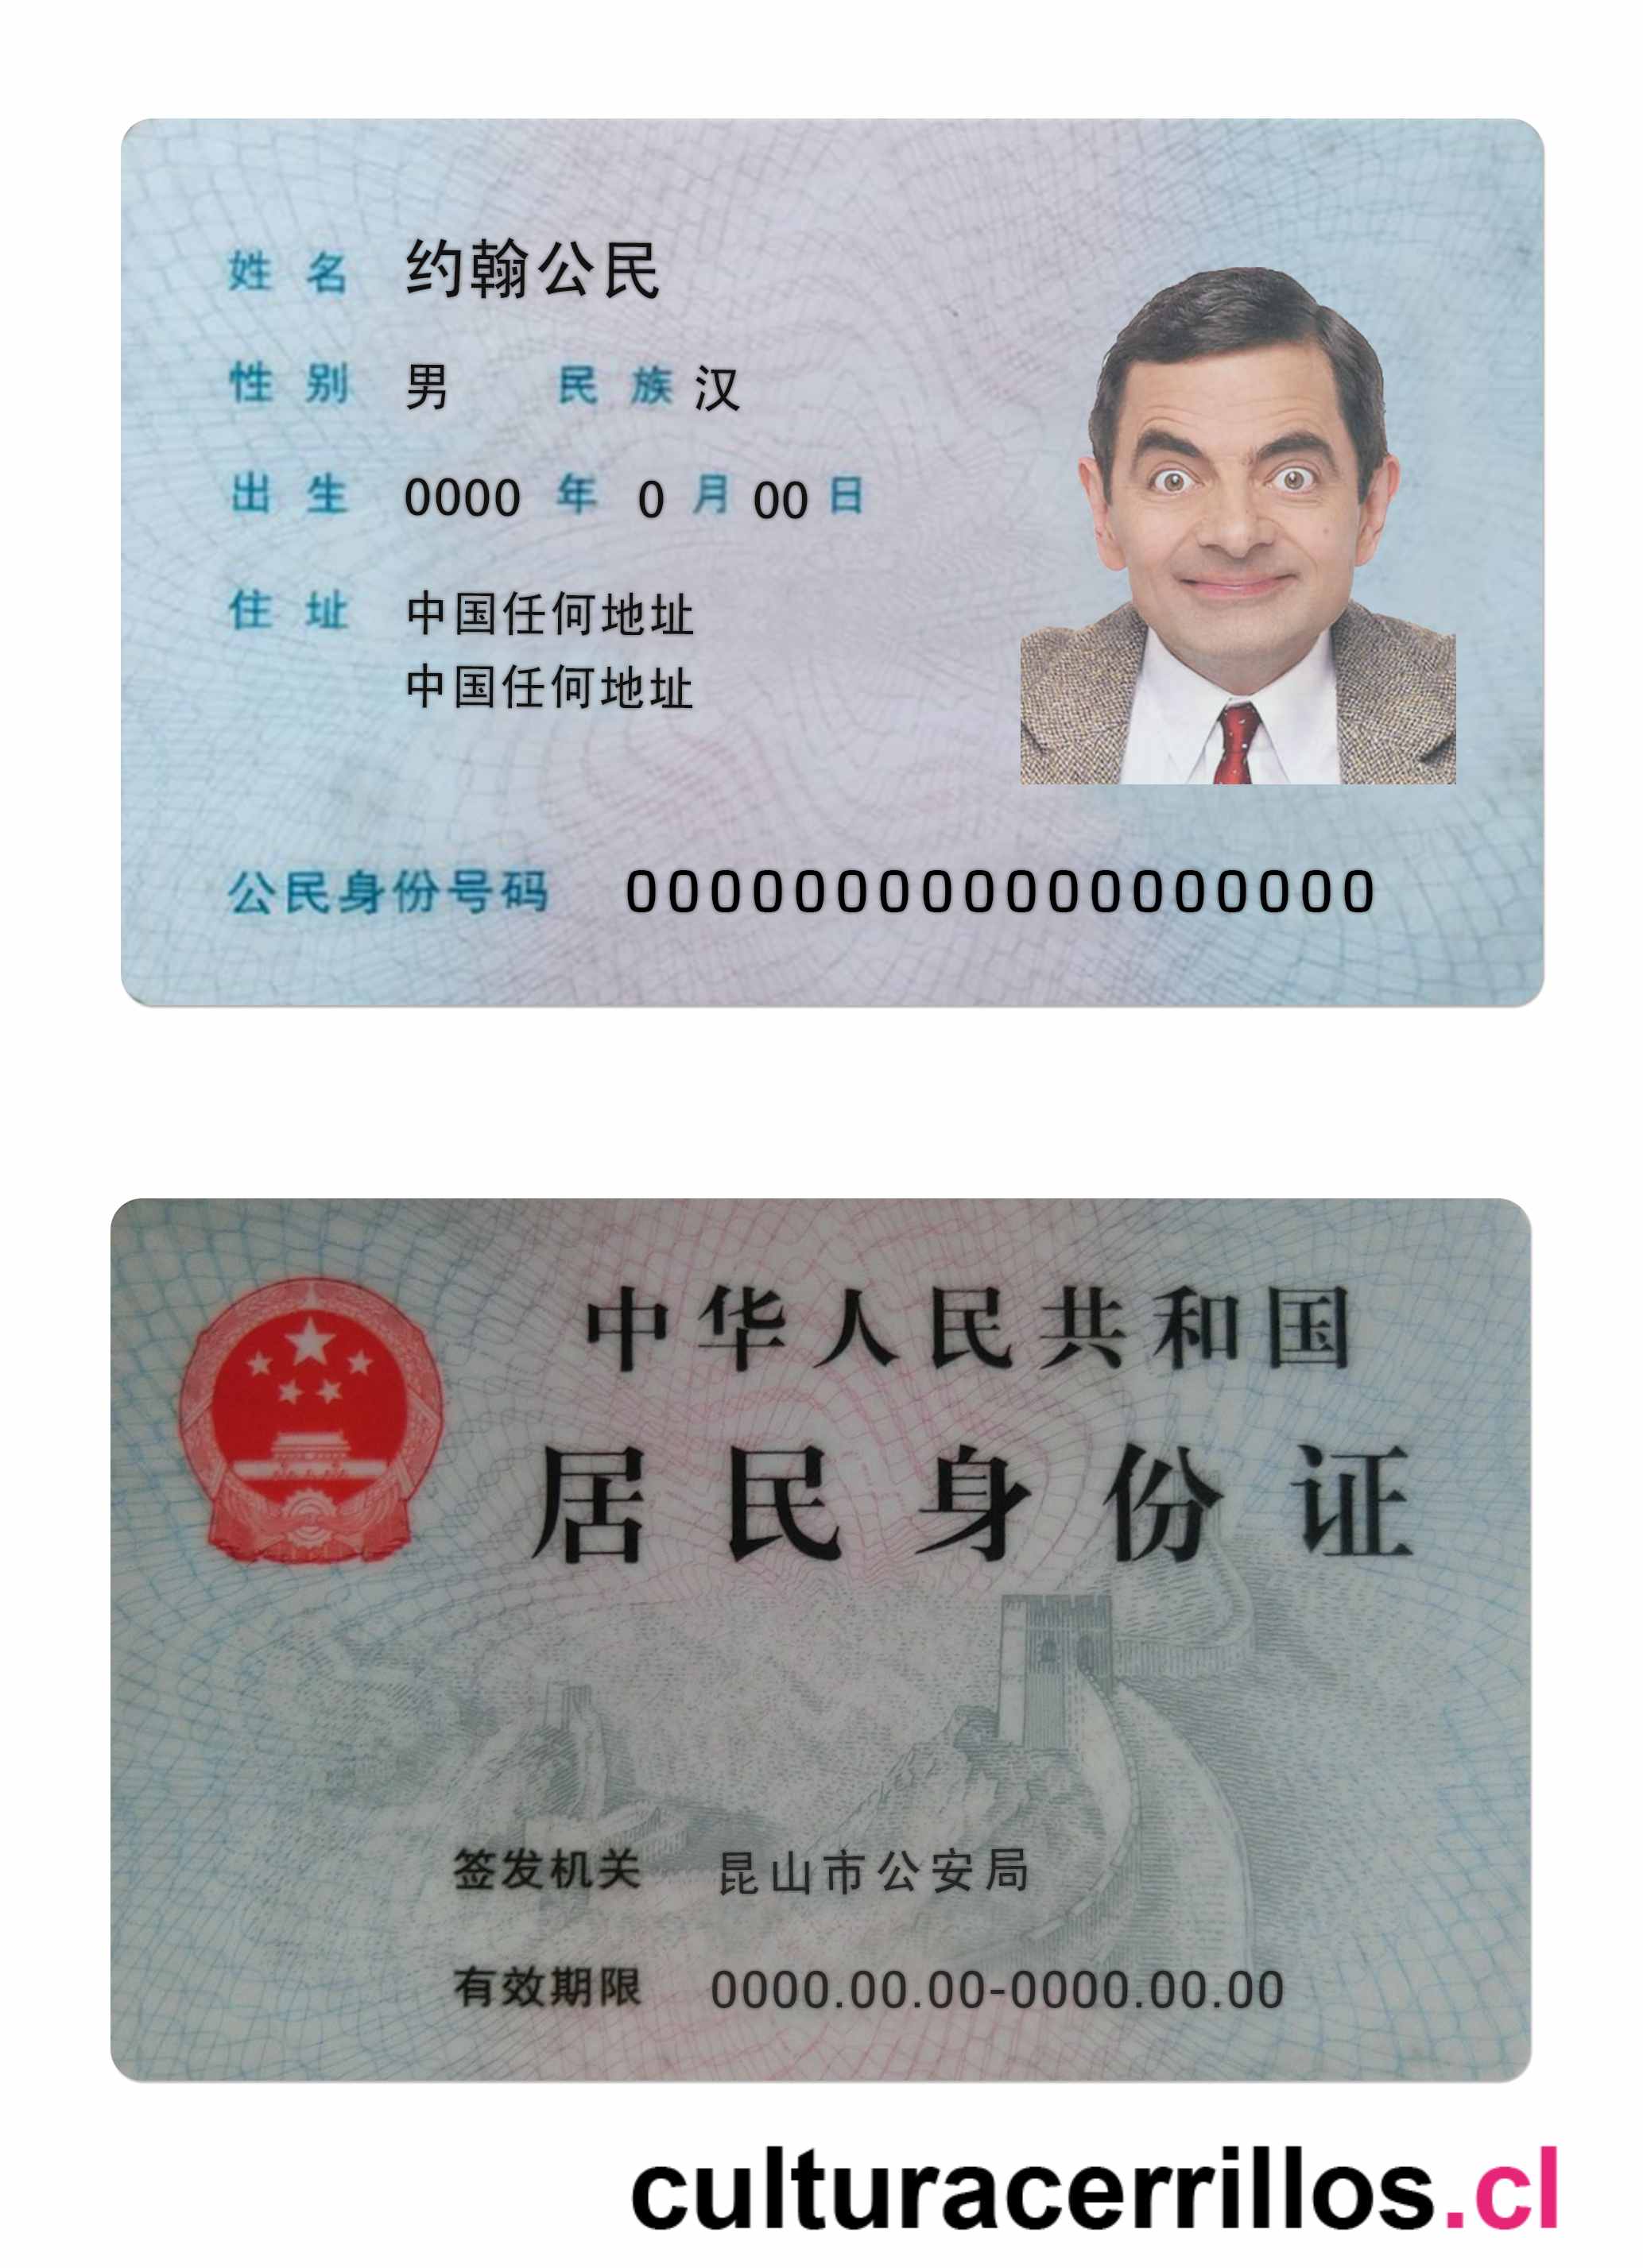 姓名 约翰公民
性别 男 民族 汉
出生 0000 年 0 月 00 日
住址 中国任何地址
中国任何地址
公民身份号码 000000000000000000
中华人民共和国
居民身份证
签发机关 昆山市公安局
有效期限 0000.00.00-0000.00.00
culturacerrillos.cl